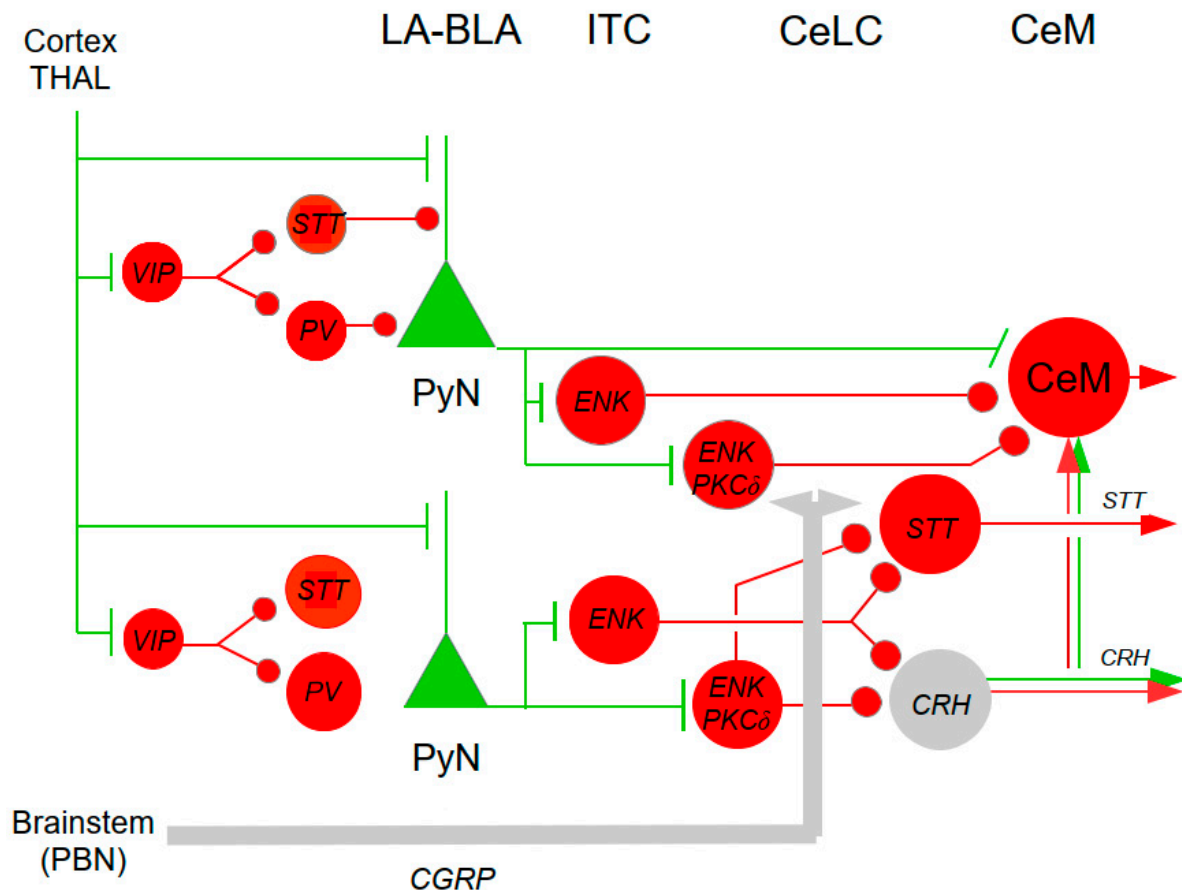 LA-BLA ITC CeLC CeM
Cortex
THAL
STT
VIP
PV
CeM
PyN
ENK
ENK
PKCδ
STT
STT
STT
VIP
ENK
CRH
PV
ENK
PKCδ
CRH
PyN
Brainstem
(PBN)
CGRP